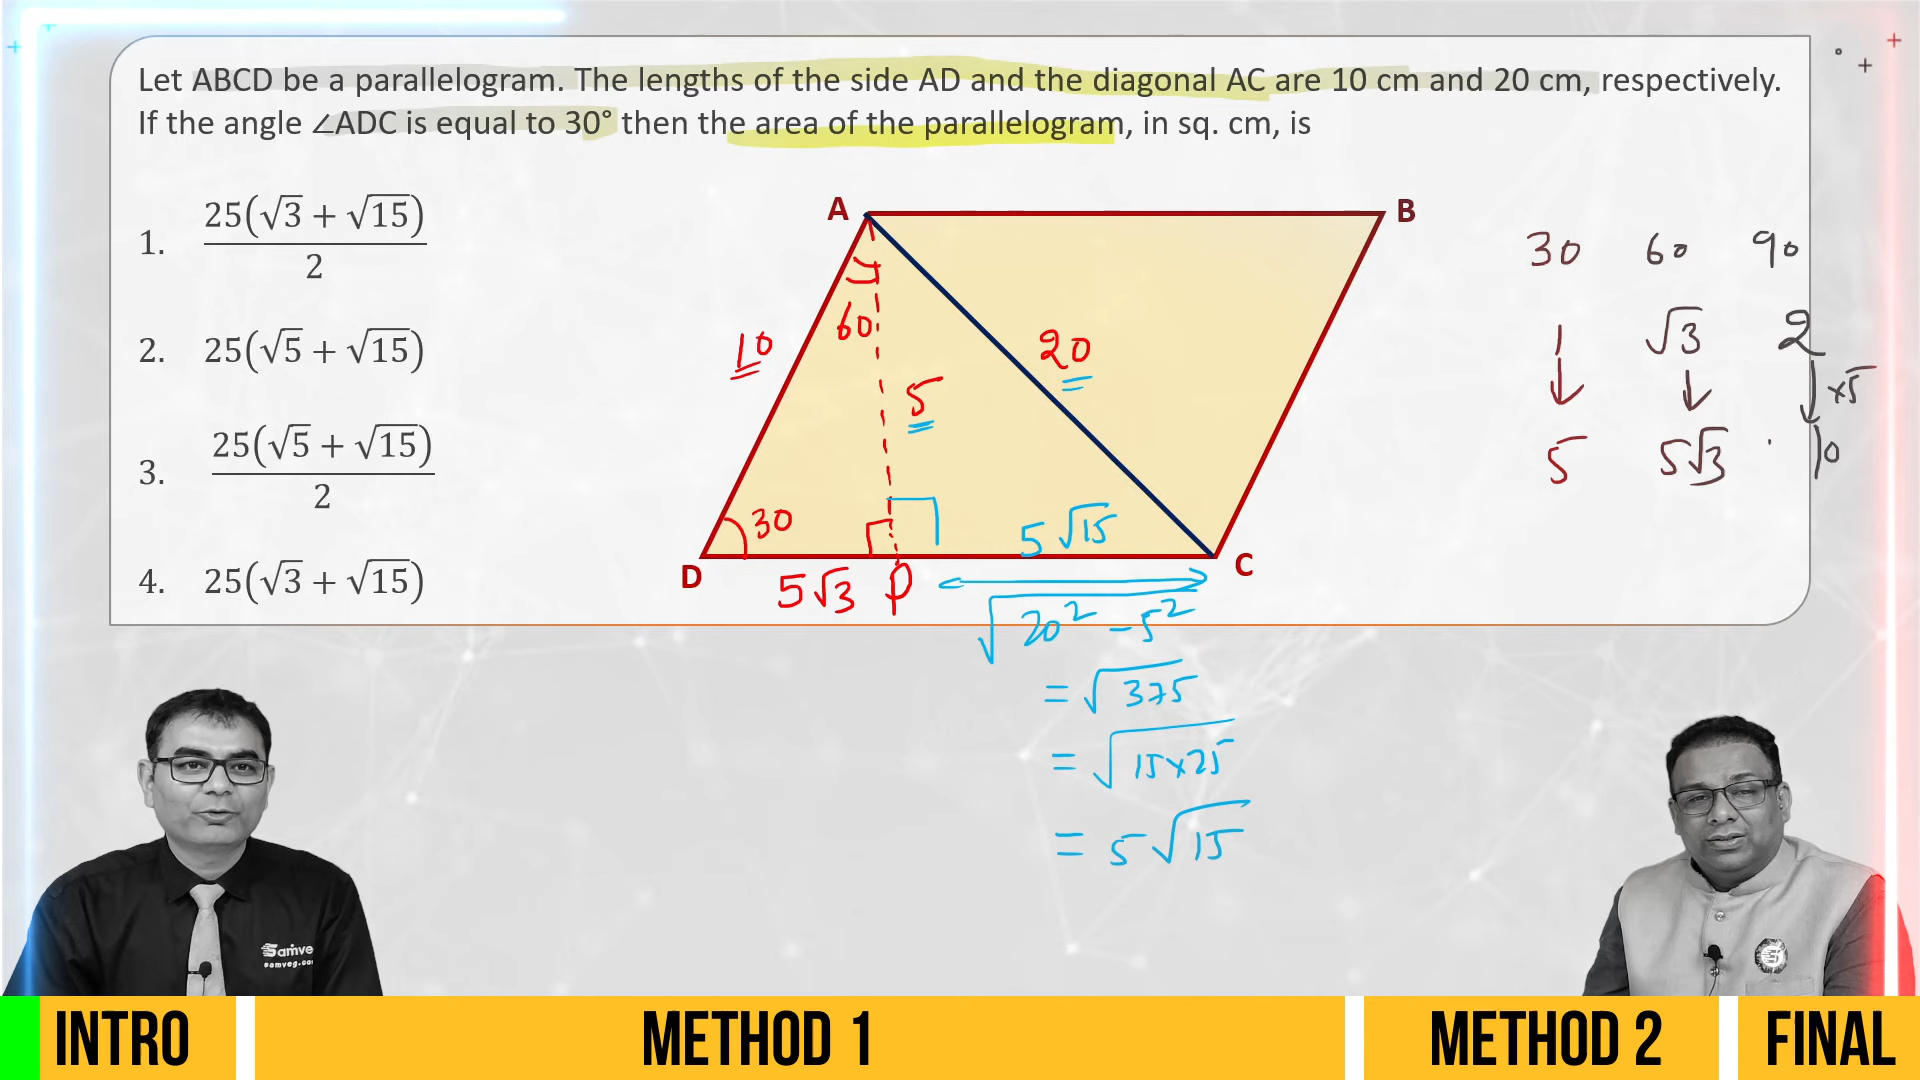 Let ABCD be a parallelogram. The lengths of the side AD and the diagonal AC are 10 cm and 20 cm, respectively.
If the angle ∠ADC is equal to 30° then the area of the parallelogram, in sq. cm, is
1. 25(√3 + √15)/2
2. 25(√5 + √15)
3. 25(√5 + √15)/2
4. 25(√3 + √15)
A
B
60
10
20
5
30
5√15
D
C
5√3 P
√20² - 5²
= √375
= √15×25
= 5√15
30 60 90
1 √3 2
×5
5 5√3 10
Samve
samveg.co
INTRO
METHOD 1
METHOD 2
FINAL